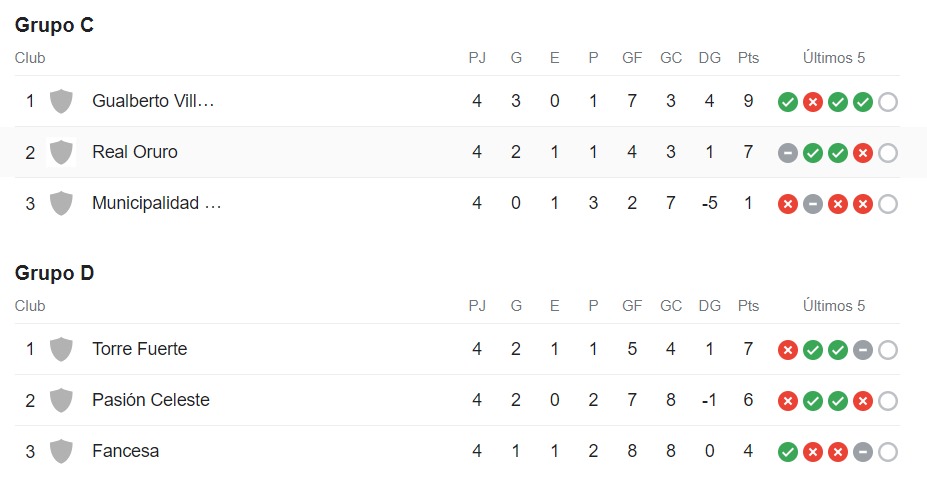 Grupo C
Club PJ G E P GF GC DG Pts Últimos 5
1 Gualberto Vill… 4 3 0 1 7 3 4 9
2 Real Oruro 4 2 1 1 4 3 1 7
3 Municipalidad … 4 0 1 3 2 7 -5 1
Grupo D
Club PJ G E P GF GC DG Pts Últimos 5
1 Torre Fuerte 4 2 1 1 5 4 1 7
2 Pasión Celeste 4 2 0 2 7 8 -1 6
3 Fancesa 4 1 1 2 8 8 0 4